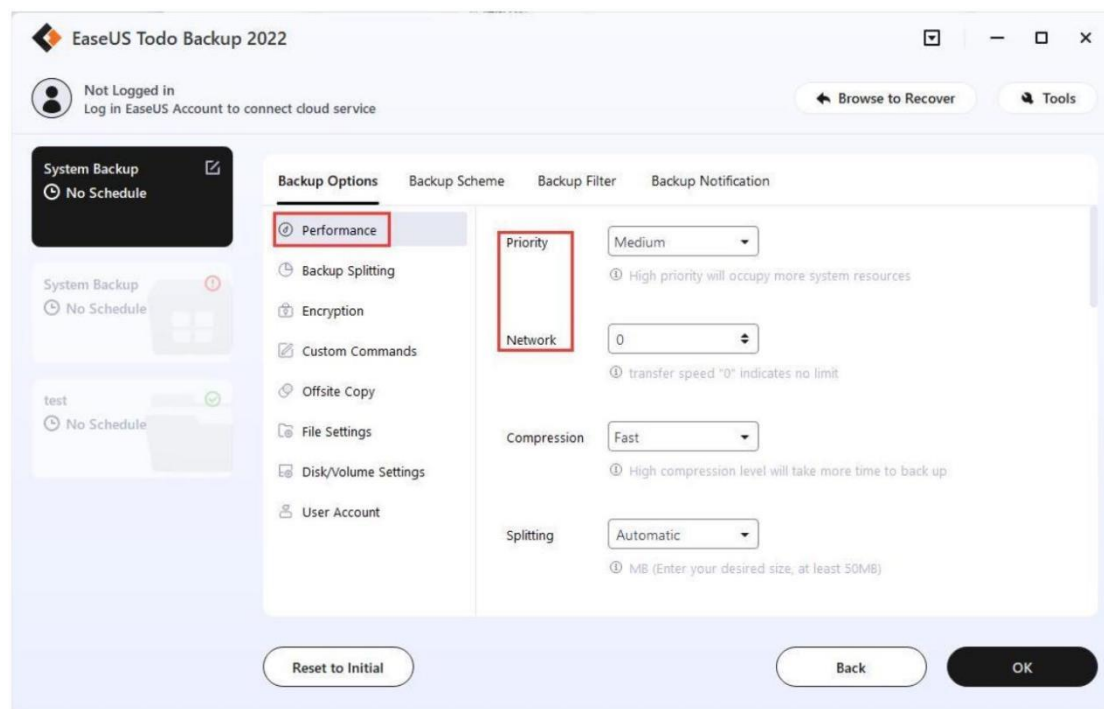 EaseUS Todo Backup 2022
Not Logged in
Log in EaseUS Account to connect cloud service
Browse to Recover
Tools
System Backup
No Schedule
System Backup
No Schedule
test
No Schedule
Backup Options
Backup Scheme
Backup Filter
Backup Notification
Performance
Backup Splitting
Encryption
Custom Commands
Offsite Copy
File Settings
Disk/Volume Settings
User Account
Priority
Medium
High priority will occupy more system resources
Network
0
transfer speed "0" indicates no limit
Compression
Fast
High compression level will take more time to back up
Splitting
Automatic
MB (Enter your desired size, at least 50MB)
Reset to Initial
Back
OK